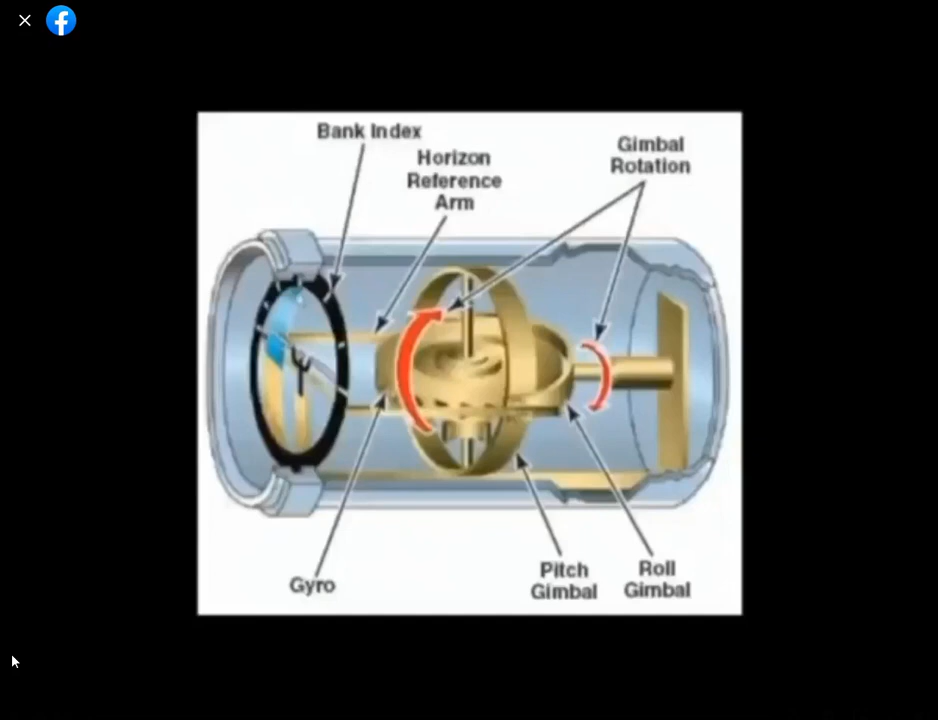 Bank Index
Horizon
Reference
Arm
Gimbal
Rotation
Gyro
Pitch
Gimbal
Roll
Gimbal